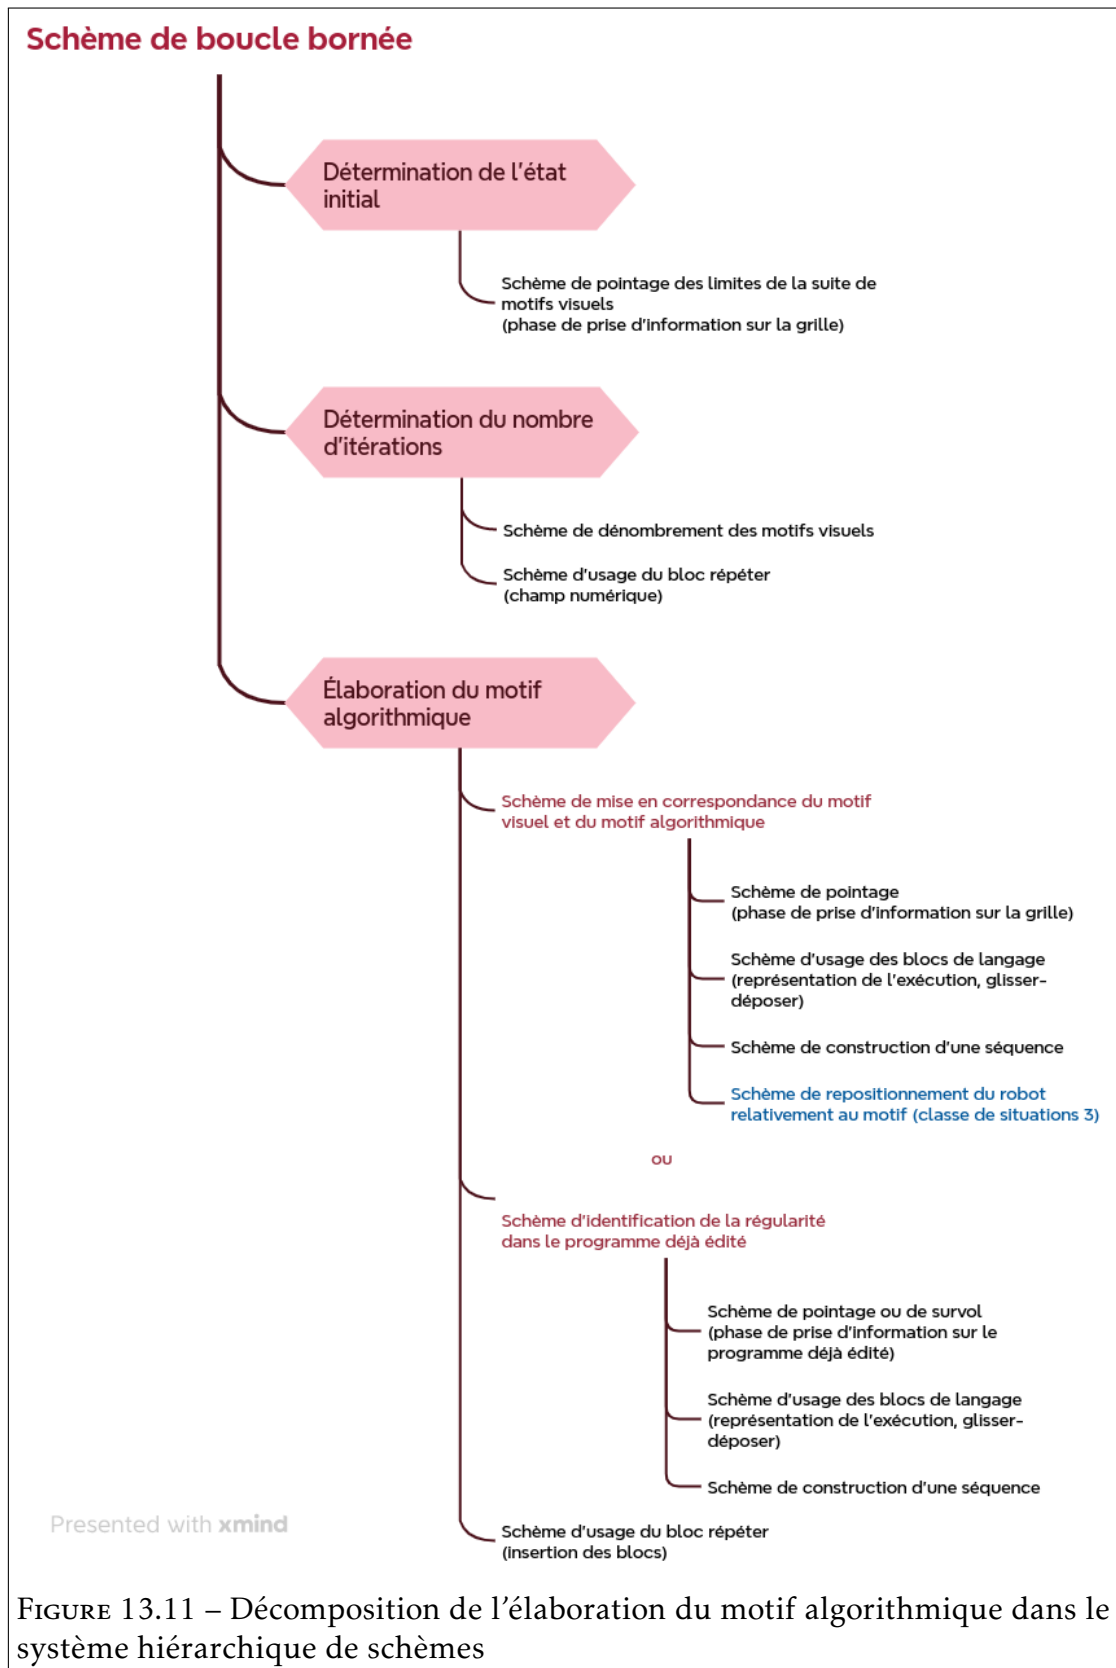 Schème de boucle bornée
Détermination de l'état
initial
Schème de pointage des limites de la suite de
motifs visuels
(phase de prise d'information sur la grille)
Détermination du nombre
d'itérations
Schème de dénombrement des motifs visuels
Schème d'usage du bloc répéter
(champ numérique)
Élaboration du motif
algorithmique
Schème de mise en correspondance du motif
visuel et du motif algorithmique
Schème de pointage
(phase de prise d'information sur la grille)
Schème d'usage des blocs de langage
(représentation de l'exécution, glisser-
déposer)
Schème de construction d'une séquence
Schème de repositionnement du robot
relativement au motif (classe de situations 3)
ou
Schème d'identification de la régularité
dans le programme déjà édité
Schème de pointage ou de survol
(phase de prise d'information sur le
programme déjà édité)
Schème d'usage des blocs de langage
(représentation de l'exécution, glisser-
déposer)
Schème de construction d'une séquence
Presented with xmind
Schème d'usage du bloc répéter
(insertion des blocs)
FIGURE 13.11 – Décomposition de l'élaboration du motif algorithmique dans le
système hiérarchique de schèmes